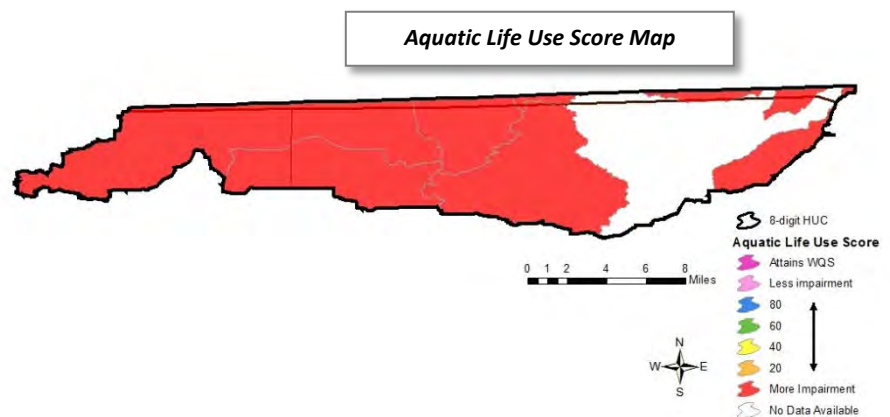 Aquatic Life Use Score Map
8-digit HUC
Aquatic Life Use Score
Attains WQS
Less impairment
80
60
40
20
More Impairment
No Data Available
0 1 2 4 6 8
Miles
N
W E
S